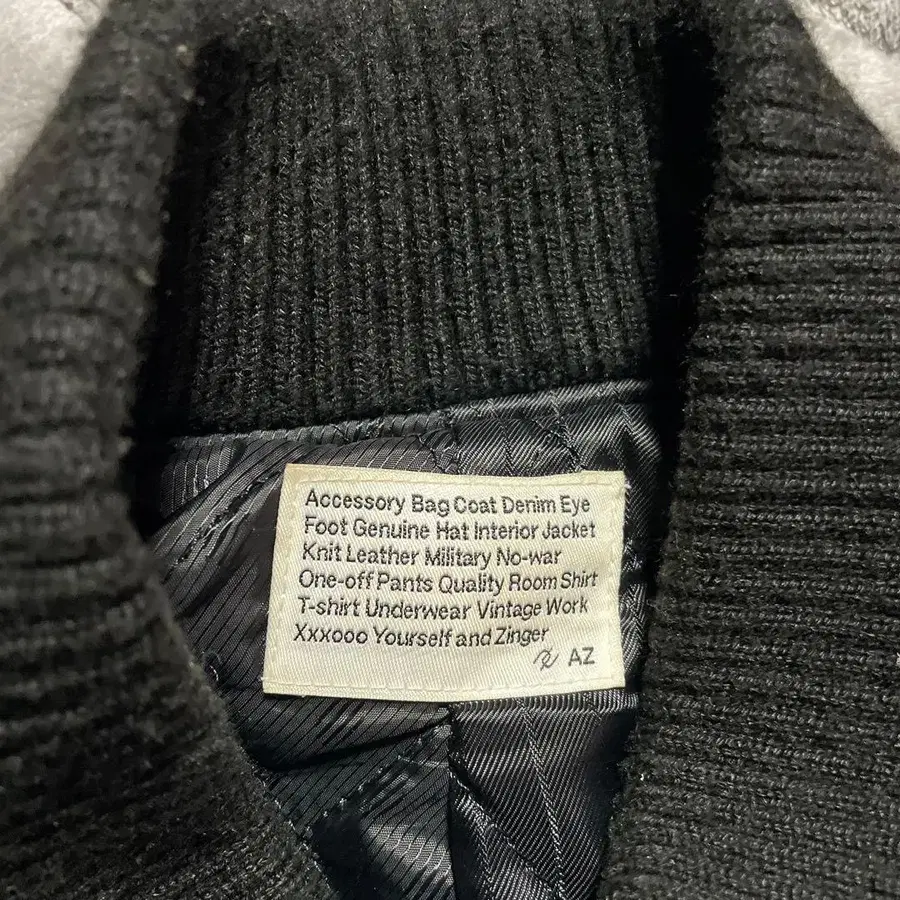 Accessory Bag Coat Denim Eye
Foot Genuine Hat Interior Jacket
Knit Leather Military No-war
One-off Pants Quality Room Shirt
T-shirt Underwear Vintage Work
Xxxooo Yourself and Zinger
AZ